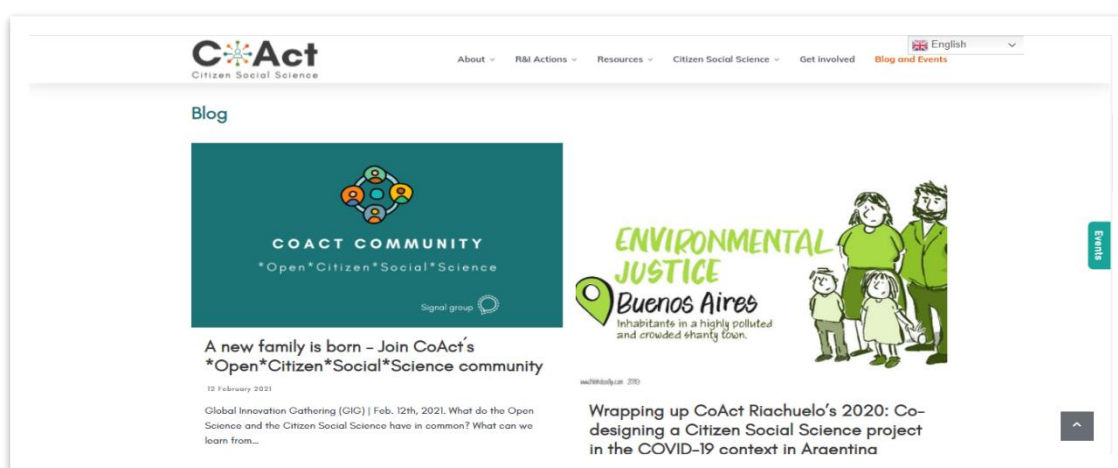 CoAct
Citizen Social Science
English
About
R&I Actions
Resources
Citizen Social Science
Get involved
Blog and Events
Blog
COACT COMMUNITY
*Open*Citizen*Social*Science
Signal group
A new family is born – Join CoAct´s
*Open*Citizen*Social*Science community
12 February 2021
Global Innovation Gathering (GIG) | Feb. 12th, 2021. What do the Open
Science and the Citizen Social Science have in common? What can we
learn from...
ENVIRONMENTAL
JUSTICE
Buenos Aires
Inhabitants in a highly polluted
and crowded shanty town.
Wrapping up CoAct Riachuelo’s 2020: Co-
designing a Citizen Social Science project
in the COVID-19 context in Argentina
Events